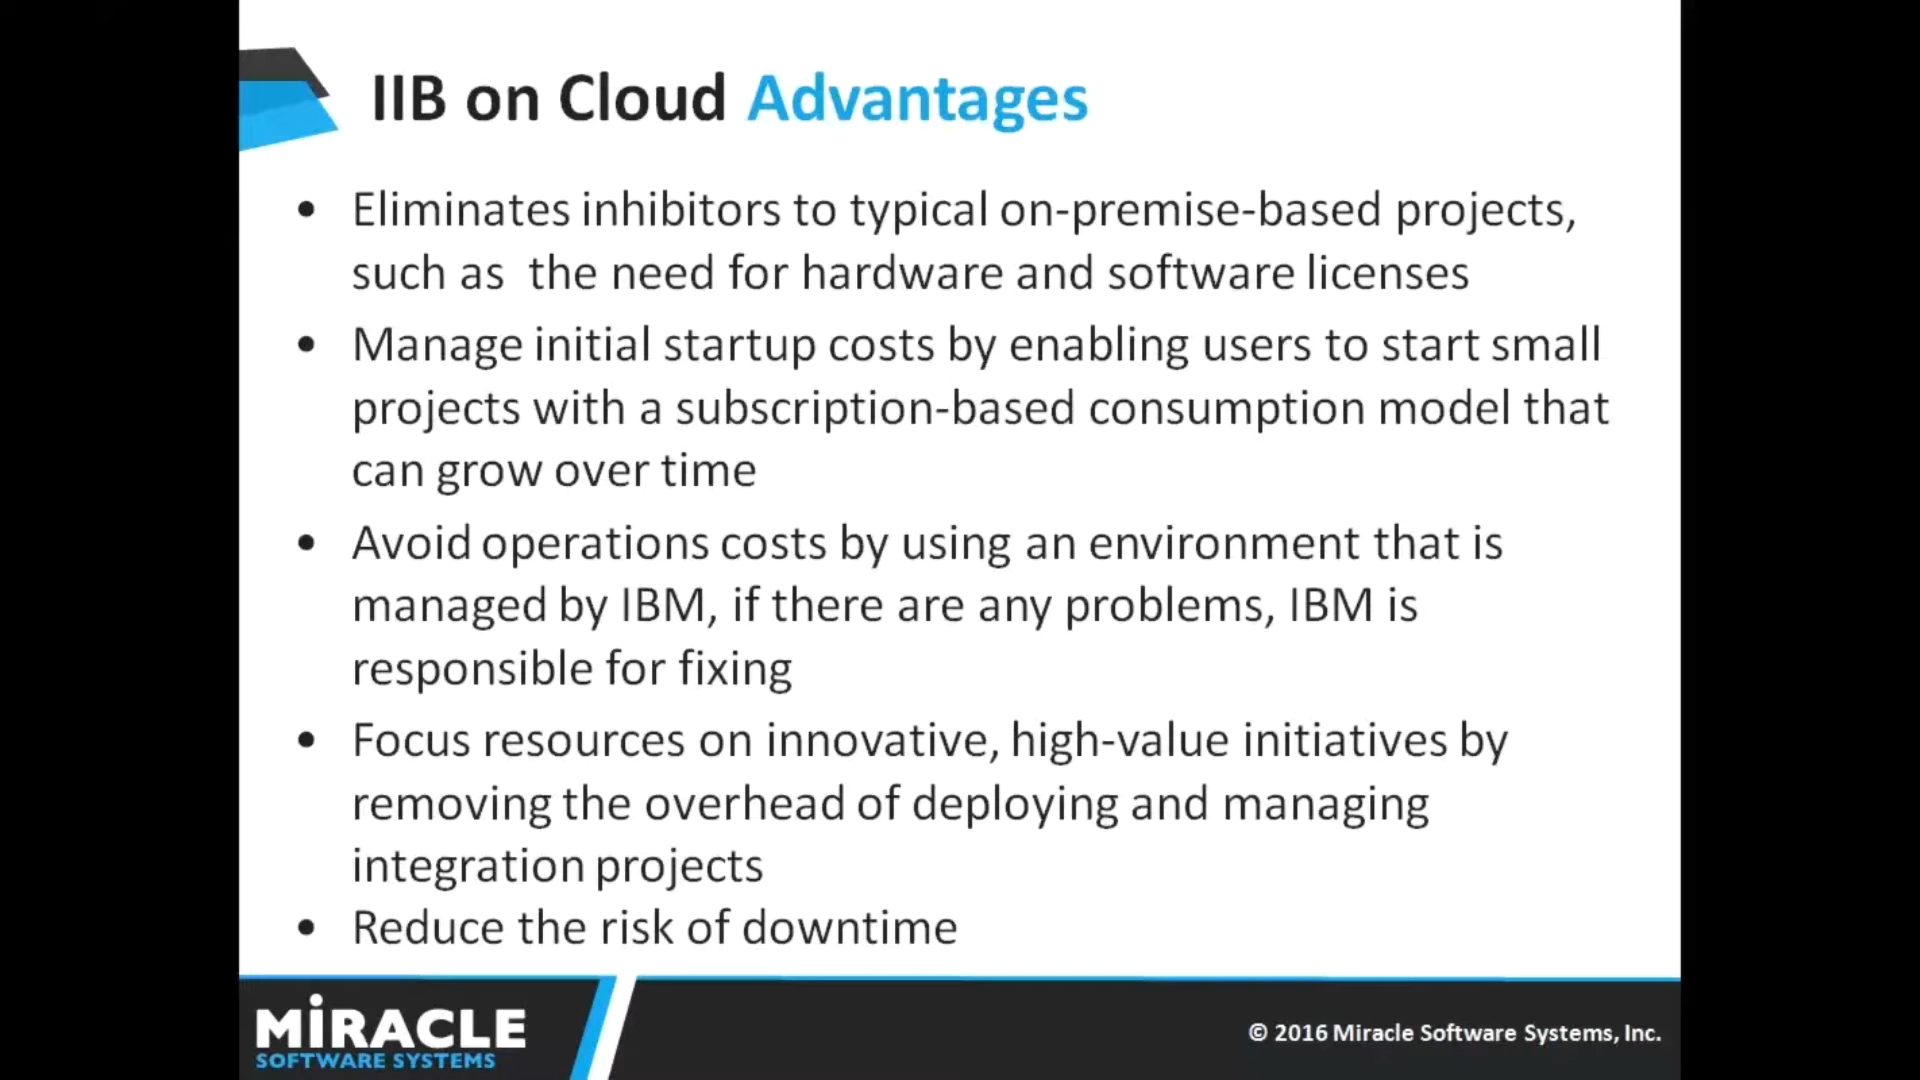 IIB on Cloud Advantages
• Eliminates inhibitors to typical on-premise-based projects,
such as  the need for hardware and software licenses
• Manage initial startup costs by enabling users to start small
projects with a subscription-based consumption model that
can grow over time
• Avoid operations costs by using an environment that is
managed by IBM, if there are any problems, IBM is
responsible for fixing
• Focus resources on innovative, high-value initiatives by
removing the overhead of deploying and managing
integration projects
• Reduce the risk of downtime
MiRACLE
SOFTWARE SYSTEMS
© 2016 Miracle Software Systems, Inc.